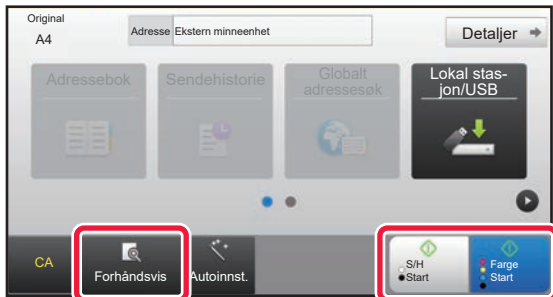 Original
A4
Adresse Ekstern minneenhet
Detaljer
Adressebok
Sendehistorie
Globalt
adressesøk
Lokal stas-
jon/USB
CA
Forhåndsvis
Autoinnst.
S/H
Start
Farge
Start